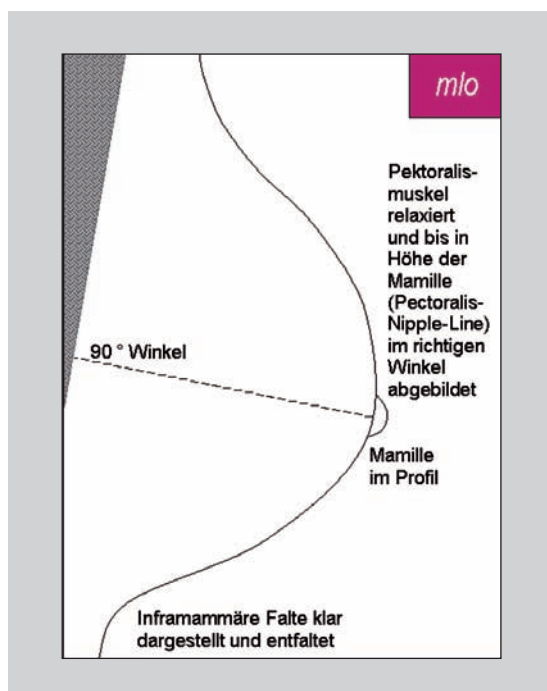 mlo
Pektoralis-
muskel
relaxiert
und bis in
Höhe der
Mamille
(Pectoralis-
Nipple-Line)
im richtigen
Winkel
abgebildet
90 ° Winkel
Mamille
im Profil
Inframammäre Falte klar
dargestellt und entfaltet